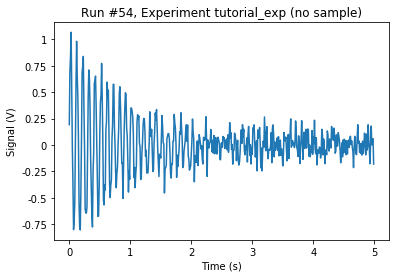 Run #54, Experiment tutorial_exp (no sample)
1
0.75
0.5
0.25
0
-0.25
-0.5
-0.75
Signal (V)
0 1 2 3 4 5
Time (s)